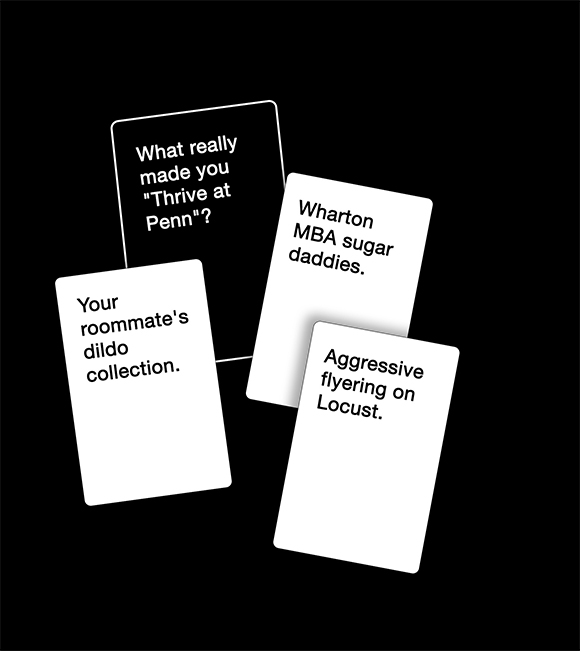 What really
made you
"Thrive at
Penn"?
Wharton
MBA sugar
daddies.
Your
roommate's
dildo
collection.
Aggressive
flyering on
Locust.